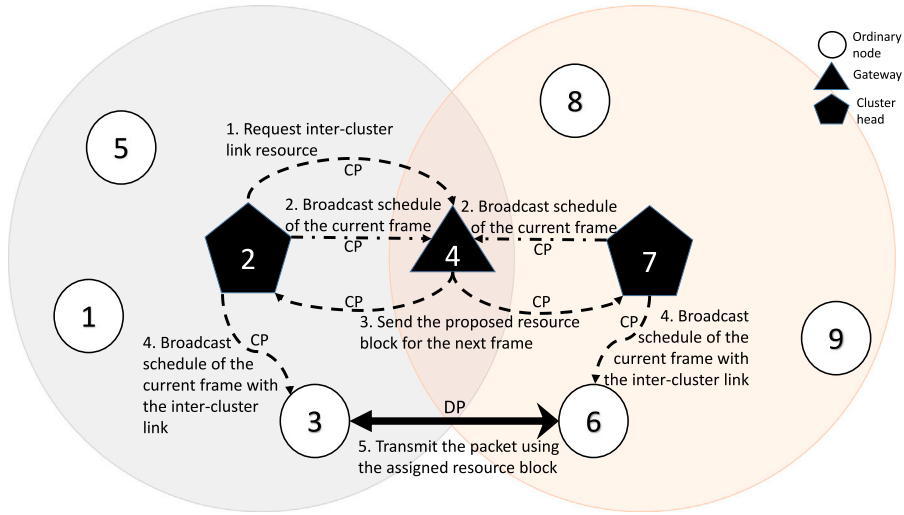 Ordinary
node
Gateway
Cluster
head
8
5
1. Request inter-cluster
link resource
CP
2. Broadcast schedule
of the current frame
CP
2. Broadcast schedule
of the current frame
CP
2
4
7
CP
CP
3. Send the proposed resource
block for the next frame
1
9
CP
4. Broadcast
schedule of the
current frame with
the inter-cluster
link
CP
4. Broadcast
schedule of the
current frame with
the inter-cluster link
3
DP
6
5. Transmit the packet using
the assigned resource block